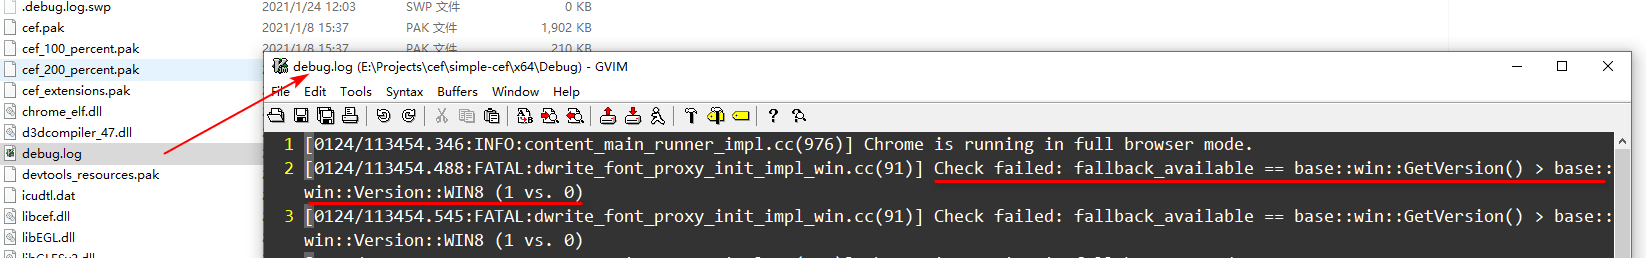 .debug.log.swp 2021/1/24 12:03 SWP 文件 0 KB
cef.pak 2021/1/8 15:37 PAK 文件 1,902 KB
cef_100_percent.pak 2021/1/8 15:37 PAK 文件 210 KB
cef_200_percent.pak
cef_extensions.pak
chrome_elf.dll
d3dcompiler_47.dll
debug.log
devtools_resources.pak
icudtl.dat
libcef.dll
libEGL.dll
libGLESv2.dll
debug.log (E:\Projects\cef\simple-cef\x64\Debug) - GVIM
File Edit Tools Syntax Buffers Window Help
1 [0124/113454.346:INFO:content_main_runner_impl.cc(976)] Chrome is running in full browser mode.
2 [0124/113454.488:FATAL:dwrite_font_proxy_init_impl_win.cc(91)] Check failed: fallback_available == base::win::GetVersion() > base::
win::Version::WIN8 (1 vs. 0)
3 [0124/113454.545:FATAL:dwrite_font_proxy_init_impl_win.cc(91)] Check failed: fallback_available == base::win::GetVersion() > base::
win::Version::WIN8 (1 vs. 0)